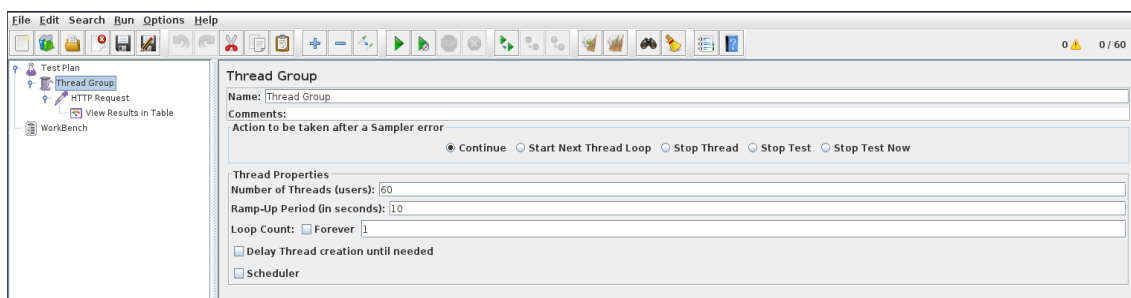 File Edit Search Run Options Help
0 0 / 60
Test Plan
Thread Group
HTTP Request
View Results in Table
WorkBench
Thread Group
Name: Thread Group
Comments:
Action to be taken after a Sampler error
Continue Start Next Thread Loop Stop Thread Stop Test Stop Test Now
Thread Properties
Number of Threads (users): 60
Ramp-Up Period (in seconds): 10
Loop Count: Forever 1
Delay Thread creation until needed
Scheduler